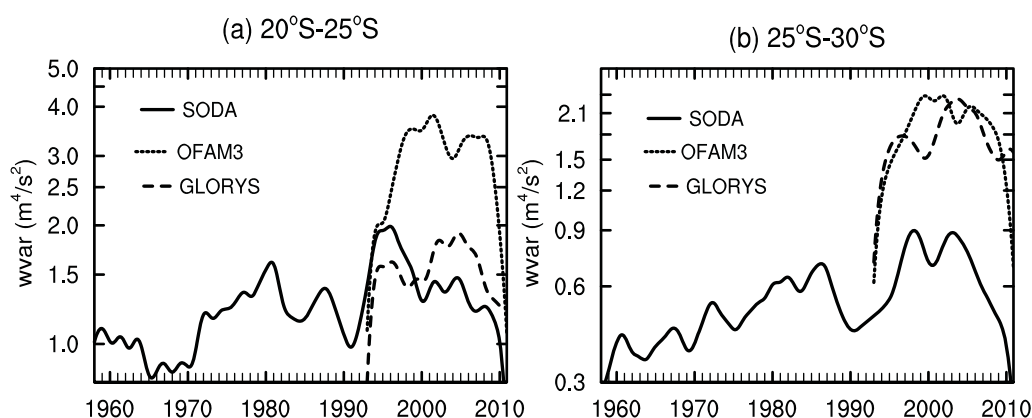 (a) 20°S-25°S
wvar (m⁴/s²)
5.0
4.0
3.0
2.5
2.0
1.5
1.0
SODA
OFAM3
GLORYS
1960 1970 1980 1990 2000 2010
(b) 25°S-30°S
wvar (m⁴/s²)
2.1
1.5
1.2
0.9
0.6
0.3
SODA
OFAM3
GLORYS
1960 1970 1980 1990 2000 2010